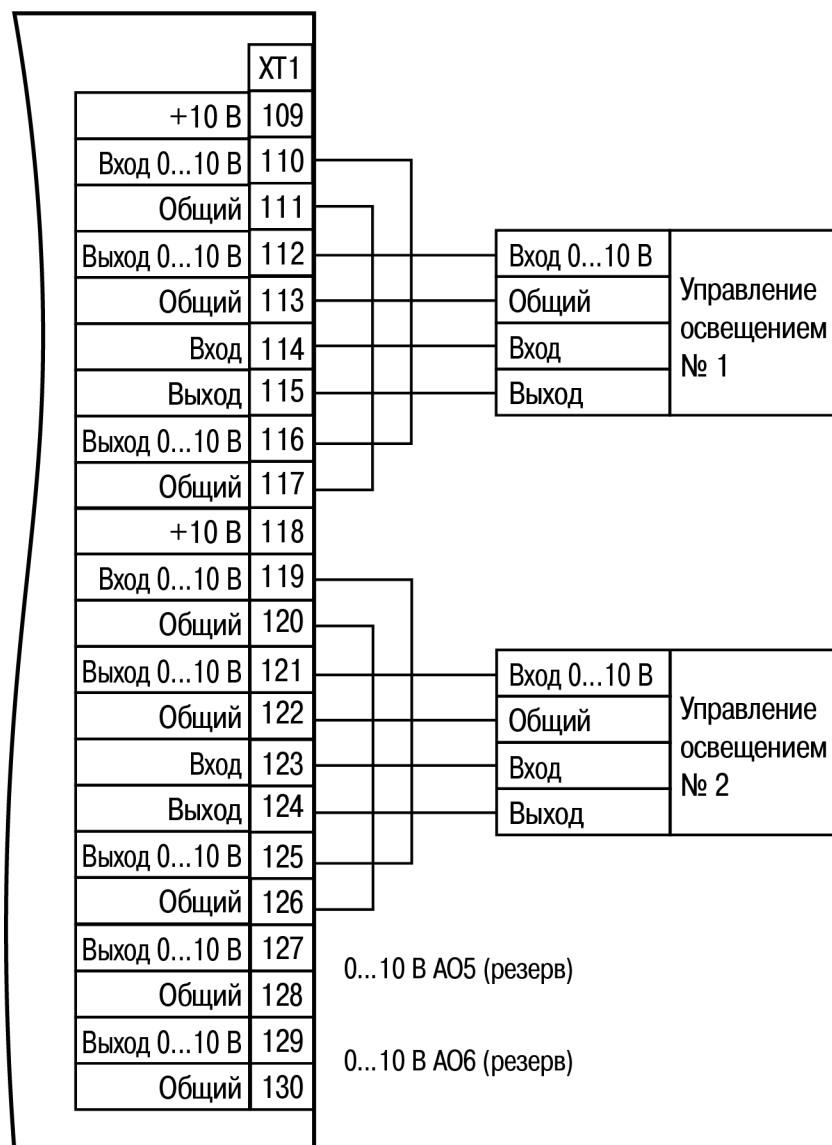 XT1
+10 В 109
Вход 0...10 В 110
Общий 111
Выход 0...10 В 112
Общий 113
Вход 114
Выход 115
Выход 0...10 В 116
Общий 117
+10 В 118
Вход 0...10 В 119
Общий 120
Выход 0...10 В 121
Общий 122
Вход 123
Выход 124
Выход 0...10 В 125
Общий 126
Выход 0...10 В 127
Общий 128
Выход 0...10 В 129
Общий 130
Вход 0...10 В
Общий
Вход
Выход
Управление
освещением
№ 1
Вход 0...10 В
Общий
Вход
Выход
Управление
освещением
№ 2
0...10 В АО5 (резерв)
0...10 В АО6 (резерв)